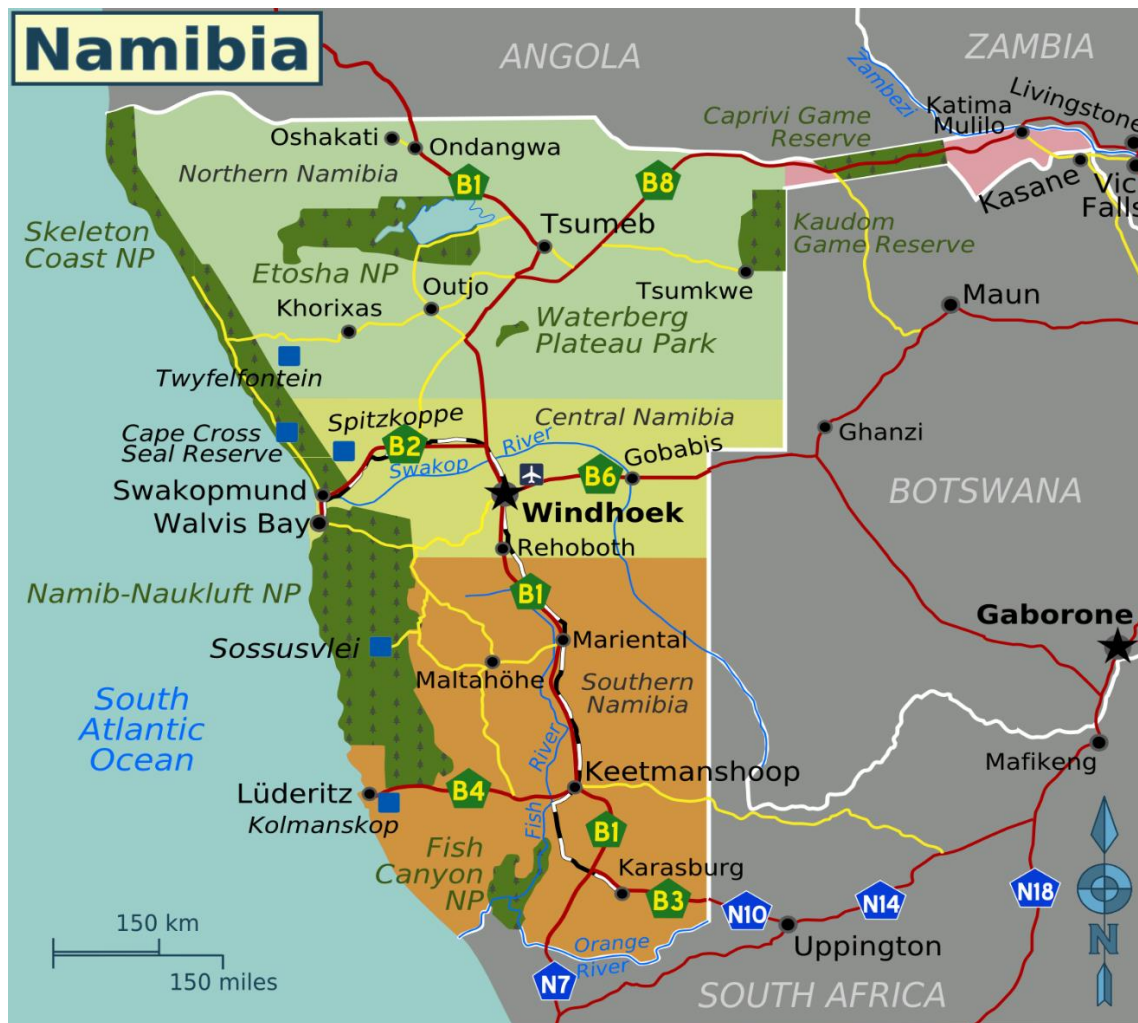 Namibia
ANGOLA
ZAMBIA
Zambezi
Livingstone
Katima
Mulilo
Caprivi Game
Reserve
Oshakati
Ondangwa
Northern Namibia
B1
B8
Kasane
Vic
Falls
Skeleton
Coast NP
Tsumeb
Kaudom
Game Reserve
Etosha NP
Outjo
Tsumkwe
Khorixas
Maun
Waterberg
Plateau Park
Twyfelfontein
Spitzkoppe
Central Namibia
Cape Cross
Seal Reserve
B2
Swakop
River
B6
Gobabis
Ghanzi
Swakopmund
Windhoek
BOTSWANA
Walvis Bay
Rehoboth
Namib-Naukluft NP
B1
Gaborone
Sossusvlei
Mariental
Maltahöhe
Southern
Namibia
South
Atlantic
Ocean
River
Mafikeng
Keetmanshoop
Lüderitz
B4
Kolmanskop
Fish
B1
Fish
Canyon
NP
Karasburg
B3
N10
N14
N18
Uppington
N
150 km
150 miles
Orange
River
N7
SOUTH AFRICA